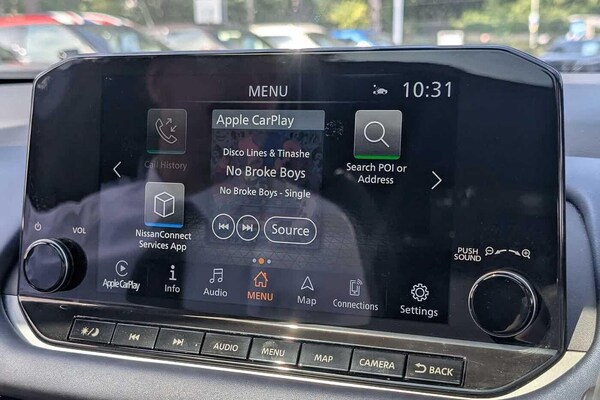 MENU
10:31
Call History
Apple CarPlay
Disco Lines & Tinashe
No Broke Boys
No Broke Boys - Single
Source
Search POI or
Address
NissanConnect
Services App
VOL
PUSH
SOUND
Apple CarPlay
Info
Audio
MENU
Map
Connections
Settings
AUDIO
MENU
MAP
CAMERA
BACK